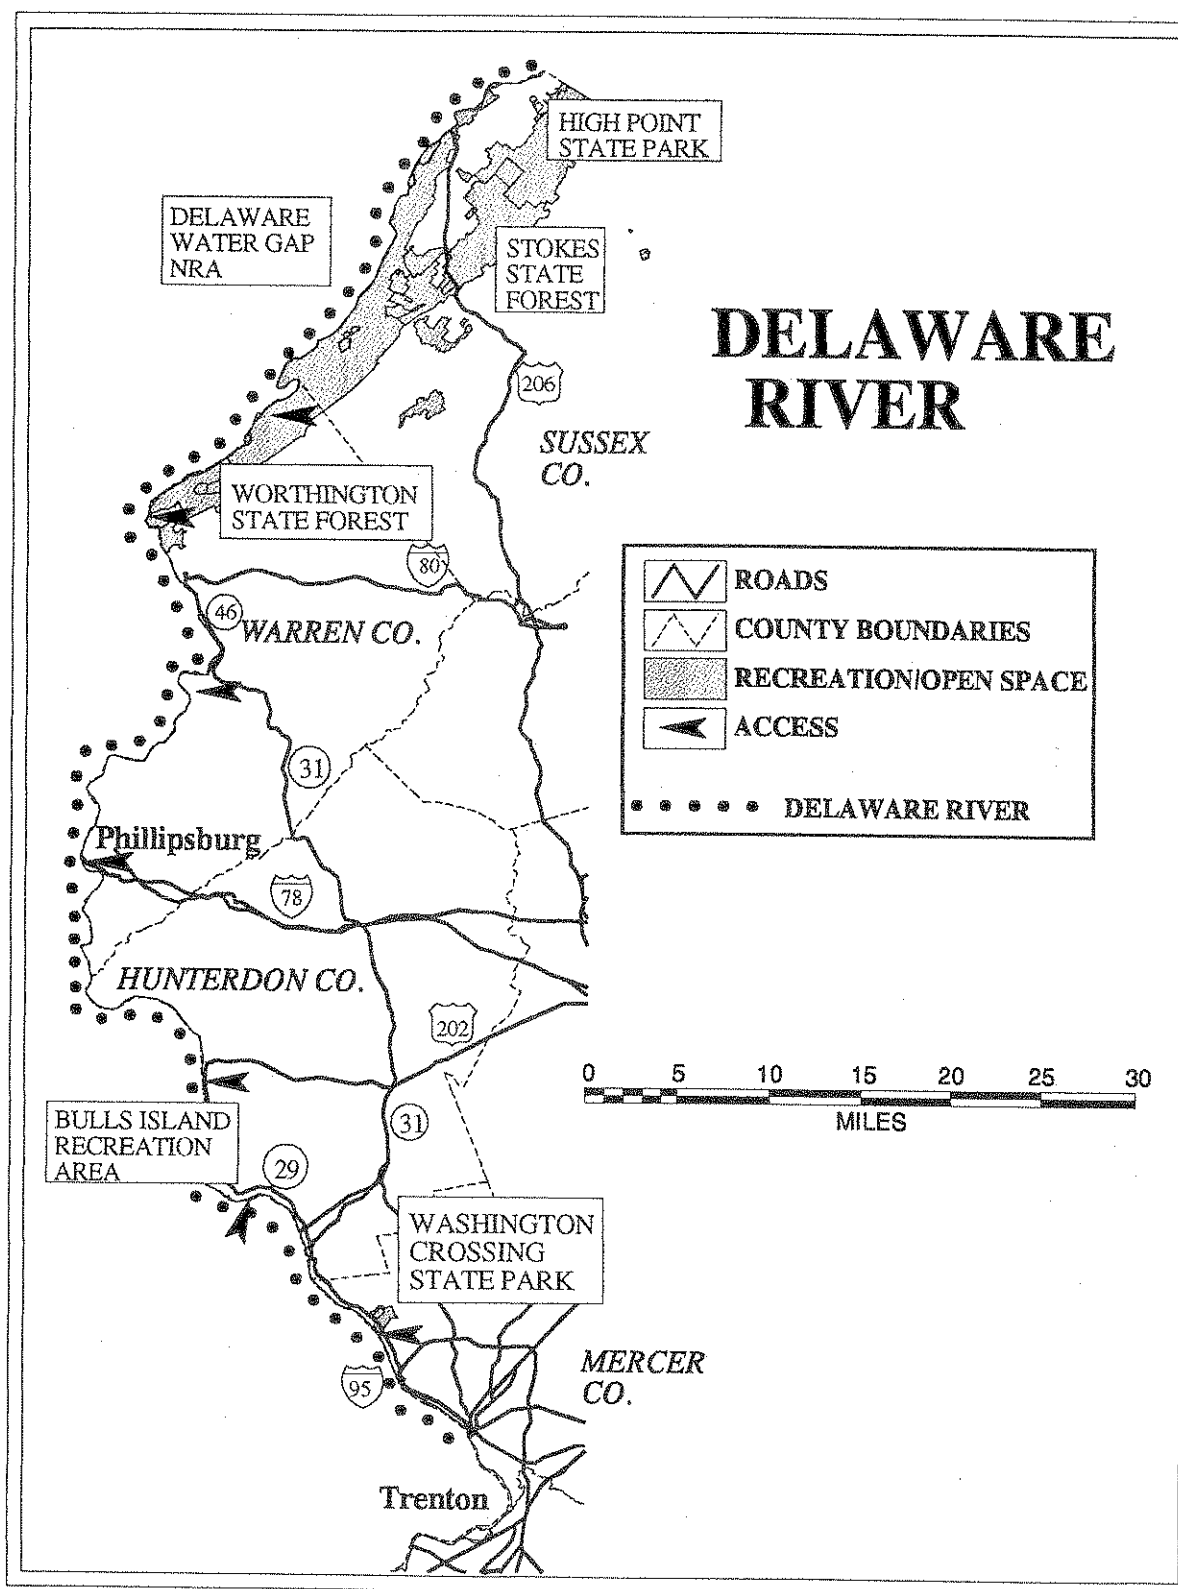 HIGH POINT
STATE PARK
DELAWARE
WATER GAP
NRA
STOKES
STATE
FOREST
DELAWARE
RIVER
206
SUSSEX
CO.
WORTHINGTON
STATE FOREST
80
46
WARREN CO.
ROADS
COUNTY BOUNDARIES
RECREATION/OPEN SPACE
ACCESS
DELAWARE RIVER
31
Phillipsburg
78
HUNTERDON CO.
202
0 5 10 15 20 25 30
MILES
BULLS ISLAND
RECREATION
AREA
31
29
WASHINGTON
CROSSING
STATE PARK
MERCER
CO.
95
Trenton